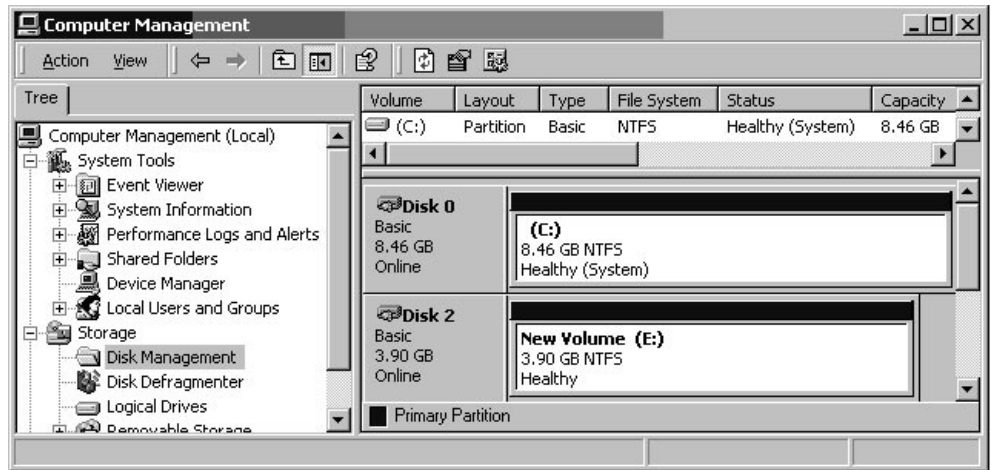 Computer Management
Action View
Tree
Computer Management (Local)
System Tools
Event Viewer
System Information
Performance Logs and Alerts
Shared Folders
Device Manager
Local Users and Groups
Storage
Disk Management
Disk Defragmenter
Logical Drives
Removable Storage
Volume Layout Type File System Status Capacity
(C:) Partition Basic NTFS Healthy (System) 8.46 GB
Disk 0
Basic
8.46 GB
Online
(C:)
8.46 GB NTFS
Healthy (System)
Disk 2
Basic
3.90 GB
Online
New Volume (E:)
3.90 GB NTFS
Healthy
Primary Partition